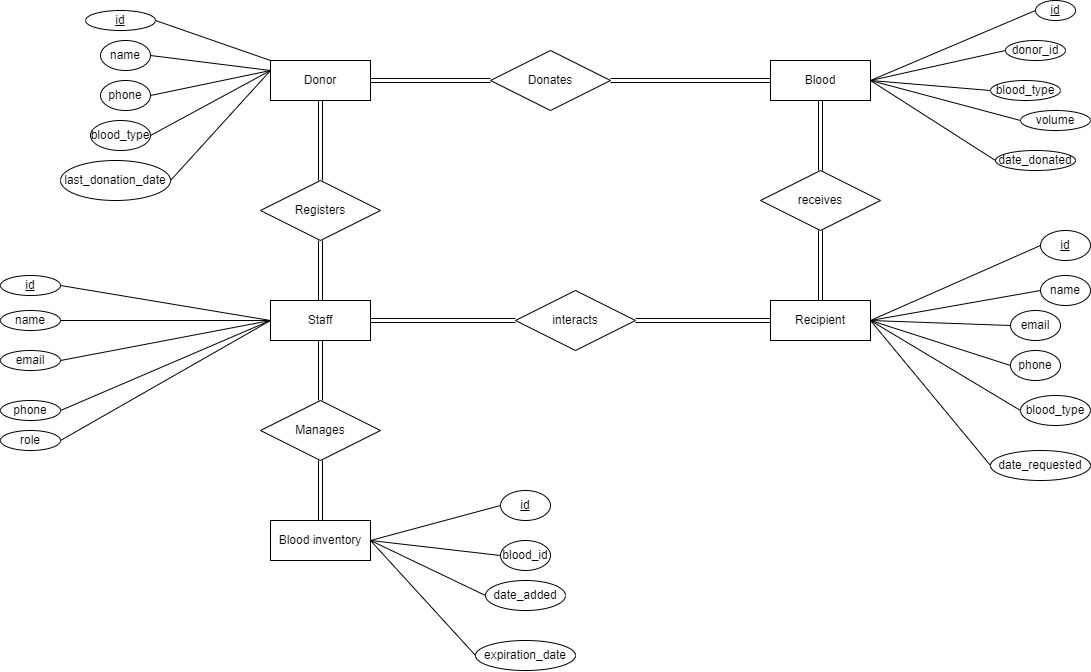 id
name
phone
blood_type
last_donation_date
Donor
Donates
Blood
id
donor_id
blood_type
volume
date_donated
Registers
receives
id
name
email
phone
role
Staff
interacts
Recipient
id
name
email
phone
blood_type
date_requested
Manages
Blood inventory
id
blood_id
date_added
expiration_date